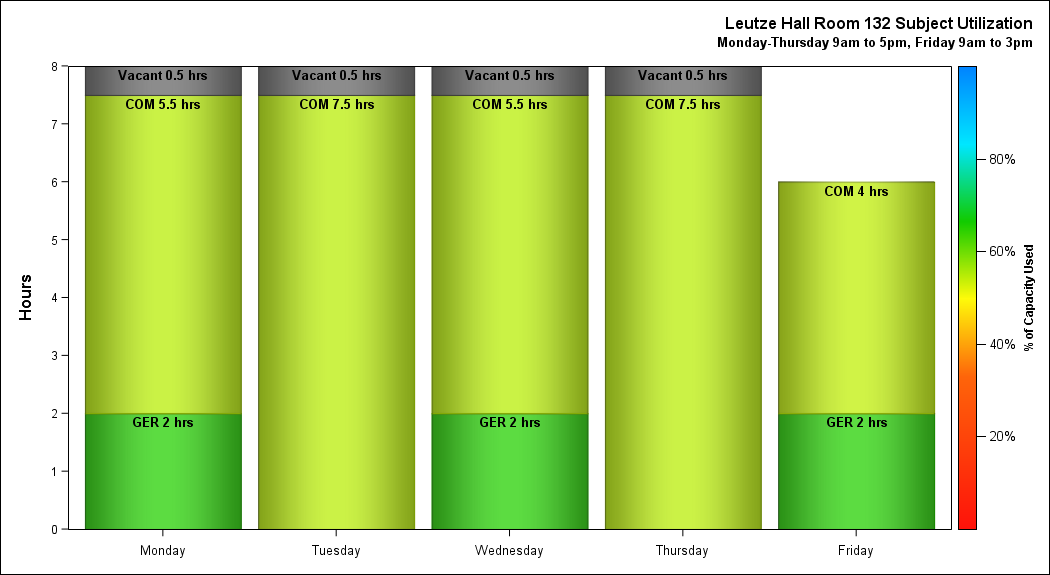 Leutze Hall Room 132 Subject Utilization
Monday-Thursday 9am to 5pm, Friday 9am to 3pm
8
7
6
5
4
3
2
1
0
Hours
Vacant 0.5 hrs
COM 5.5 hrs
GER 2 hrs
Vacant 0.5 hrs
COM 7.5 hrs
Vacant 0.5 hrs
COM 5.5 hrs
GER 2 hrs
Vacant 0.5 hrs
COM 7.5 hrs
COM 4 hrs
GER 2 hrs
Monday
Tuesday
Wednesday
Thursday
Friday
80%
60%
40%
20%
% of Capacity Used